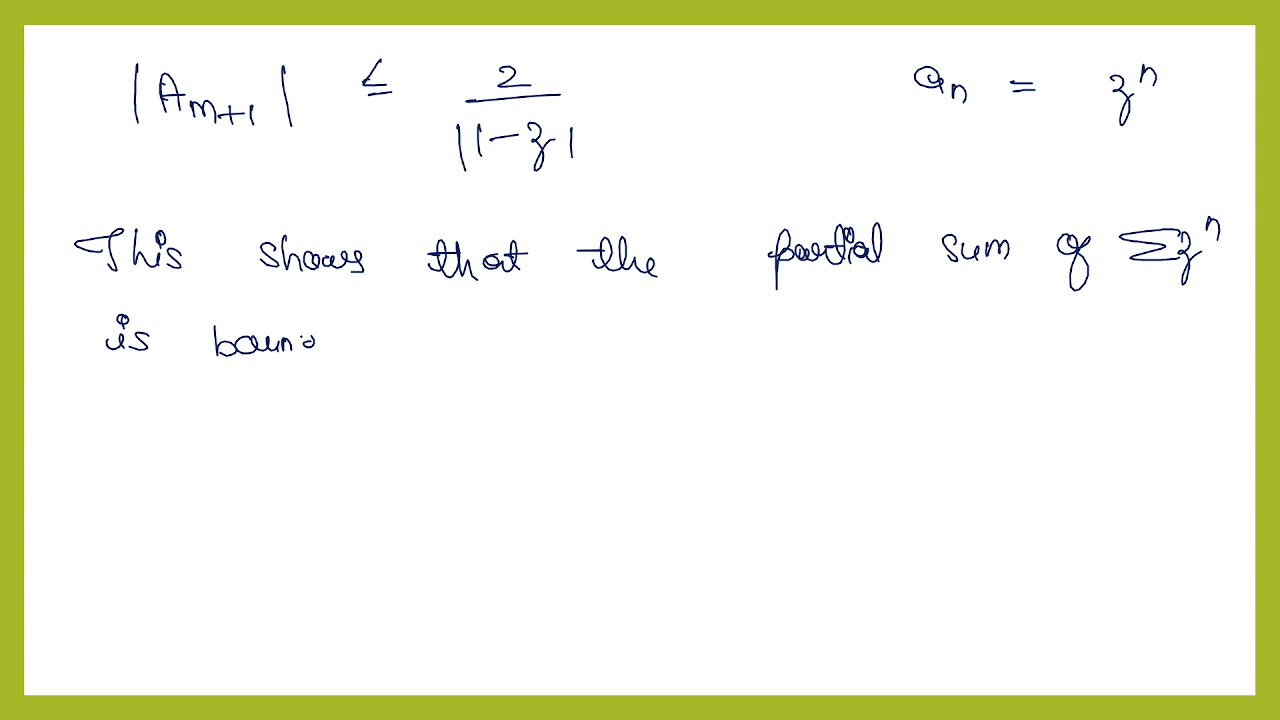 |A_{m+1}| ≤ 2/|1-z| a_n = z^n
This shows that the partial sum of Σz^n
is boun